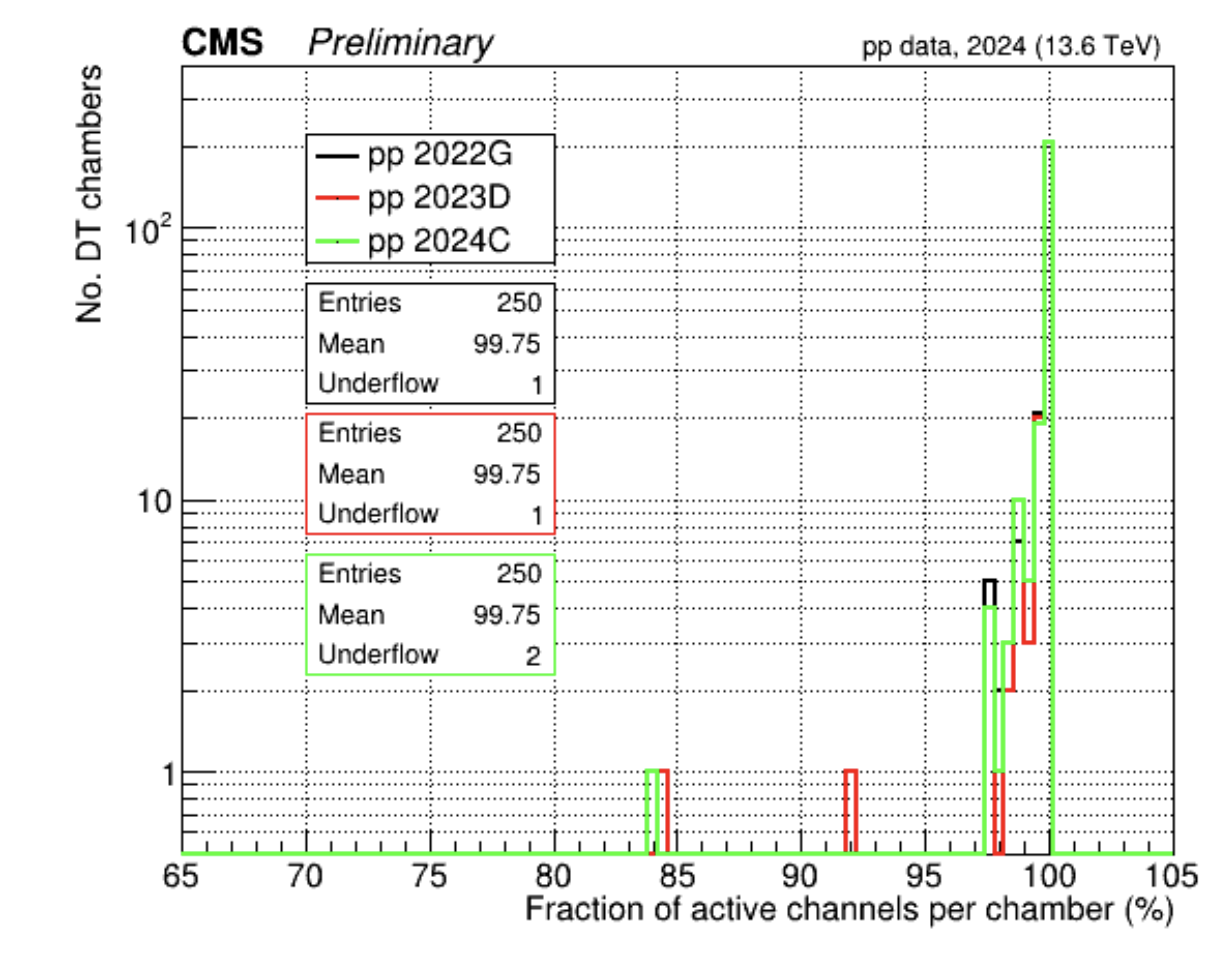 CMS Preliminary pp data, 2024 (13.6 TeV)
No. DT chambers
10²
10
1
pp 2022G
pp 2023D
pp 2024C
Entries 250
Mean 99.75
Underflow 1
Entries 250
Mean 99.75
Underflow 1
Entries 250
Mean 99.75
Underflow 2
65 70 75 80 85 90 95 100 105
Fraction of active channels per chamber (%)